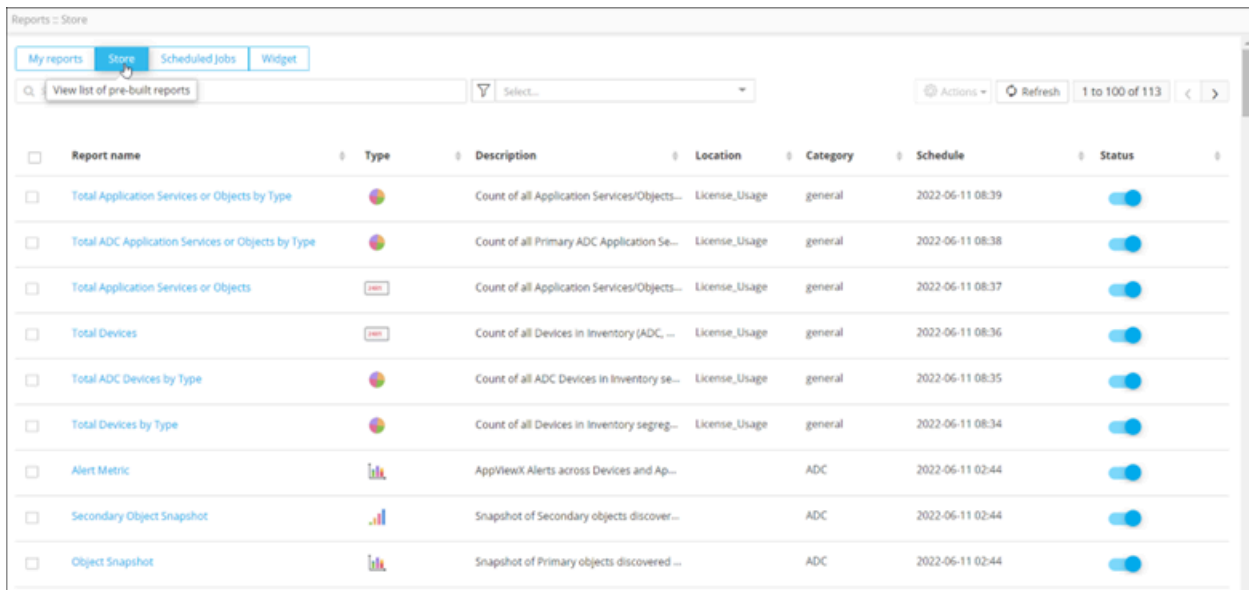 Reports :: Store
My reports Store Scheduled Jobs Widget
View list of pre-built reports Select... Actions Refresh 1 to 100 of 113
Report name Type Description Location Category Schedule Status
Total Application Services or Objects by Type Count of all Application Services/Objects... License_Usage general 2022-06-11 08:39
Total ADC Application Services or Objects by Type Count of all Primary ADC Application Se... License_Usage general 2022-06-11 08:38
Total Application Services or Objects Count of all Application Services/Objects... License_Usage general 2022-06-11 08:37
Total Devices Count of all Devices in Inventory (ADC, ... License_Usage general 2022-06-11 08:36
Total ADC Devices by Type Count of all ADC Devices in Inventory se... License_Usage general 2022-06-11 08:35
Total Devices by Type Count of all Devices in Inventory segreg... License_Usage general 2022-06-11 08:34
Alert Metric AppViewX Alerts across Devices and Ap... ADC 2022-06-11 02:44
Secondary Object Snapshot Snapshot of Secondary objects discover... ADC 2022-06-11 02:44
Object Snapshot Snapshot of Primary objects discovered ... ADC 2022-06-11 02:44